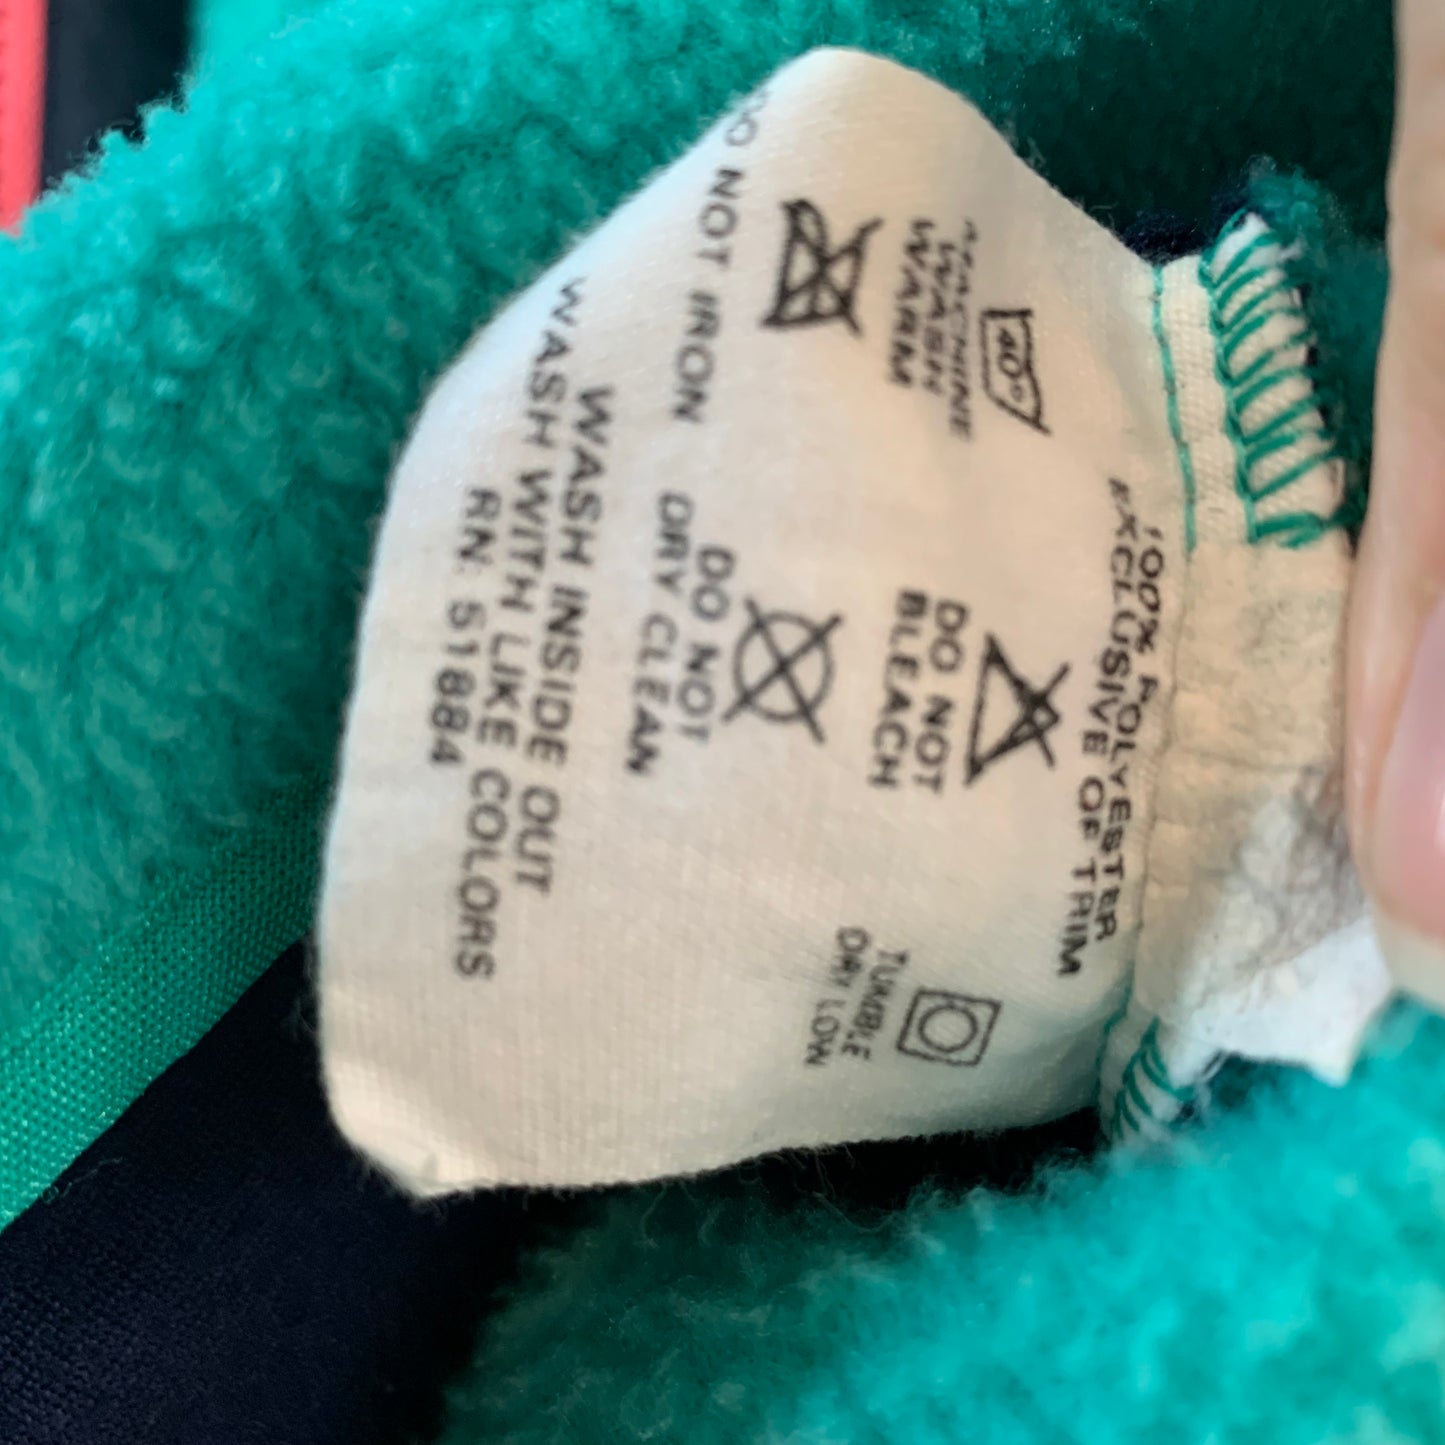 100% POLYESTER
EXCLUSIVE OF TRIM
40°
MACHINE
WASH
WARM
DO NOT
BLEACH
TUMBLE
DRY LOW
DO NOT IRON
DO NOT
DRY CLEAN
WASH INSIDE OUT
WASH WITH LIKE COLORS
RN: 51884